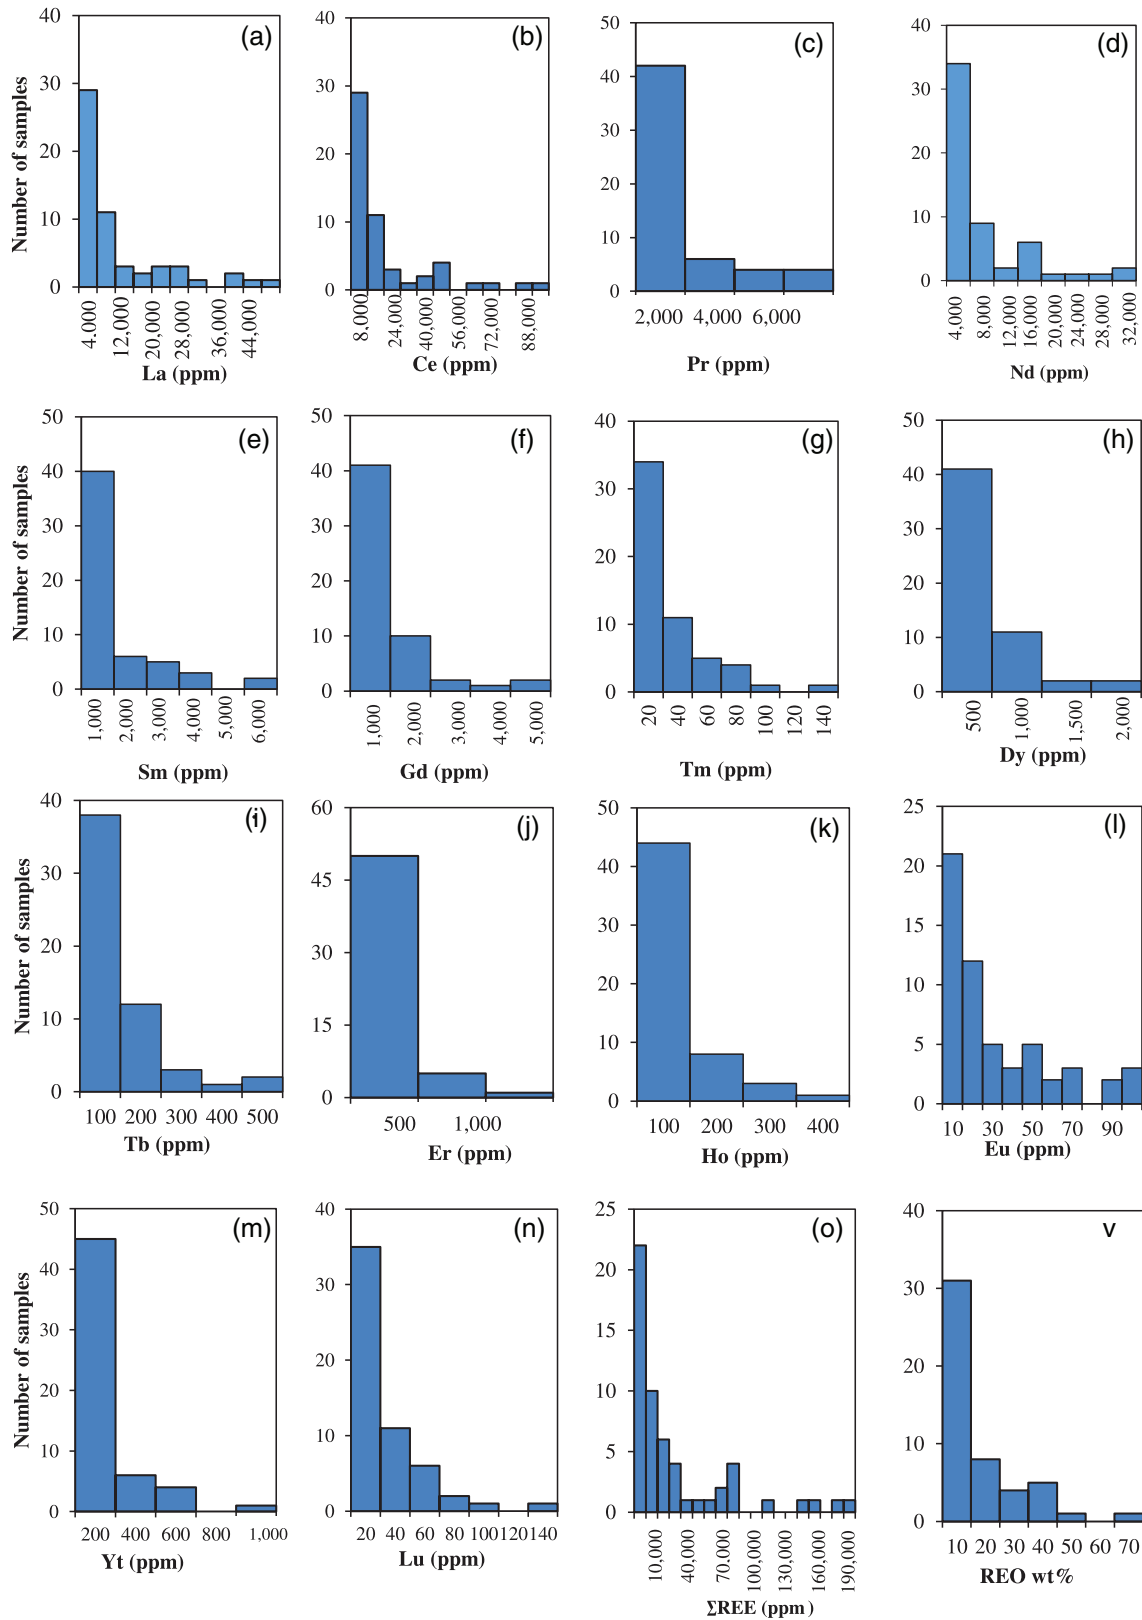 (a) (b) (c) (d)
Number of samples
40 30 20 10 0
4,000 12,000 20,000 28,000 36,000 44,000
La (ppm)
40 30 20 10 0
8,000 24,000 40,000 56,000 72,000 88,000
Ce (ppm)
50 40 30 20 10 0
2,000 4,000 6,000
Pr (ppm)
40 30 20 10 0
4,000 8,000 12,000 16,000 20,000 24,000 28,000 32,000
Nd (ppm)
(e) (f) (g) (h)
Number of samples
50 40 30 20 10 0
1,000 2,000 3,000 4,000 5,000 6,000
Sm (ppm)
50 40 30 20 10 0
1,000 2,000 3,000 4,000 5,000
Gd (ppm)
40 30 20 10 0
20 40 60 80 100 120 140
Tm (ppm)
50 40 30 20 10 0
500 1,000 1,500 2,000
Dy (ppm)
(i) (j) (k) (l)
Number of samples
40 30 20 10 0
100 200 300 400 500
Tb (ppm)
60 45 30 15 0
500 1,000
Er (ppm)
50 40 30 20 10 0
100 200 300 400
Ho (ppm)
25 20 15 10 5 0
10 30 50 70 90
Eu (ppm)
(m) (n) (o) v
Number of samples
50 40 30 20 10 0
200 400 600 800 1,000
Yt (ppm)
40 30 20 10 0
20 40 60 80 100 120 140
Lu (ppm)
25 20 15 10 5 0
10,000 40,000 70.000 100,000 130,000 160,000 190,000
∑REE (ppm)
40 30 20 10 0
10 20 30 40 50 60 70
REO wt%